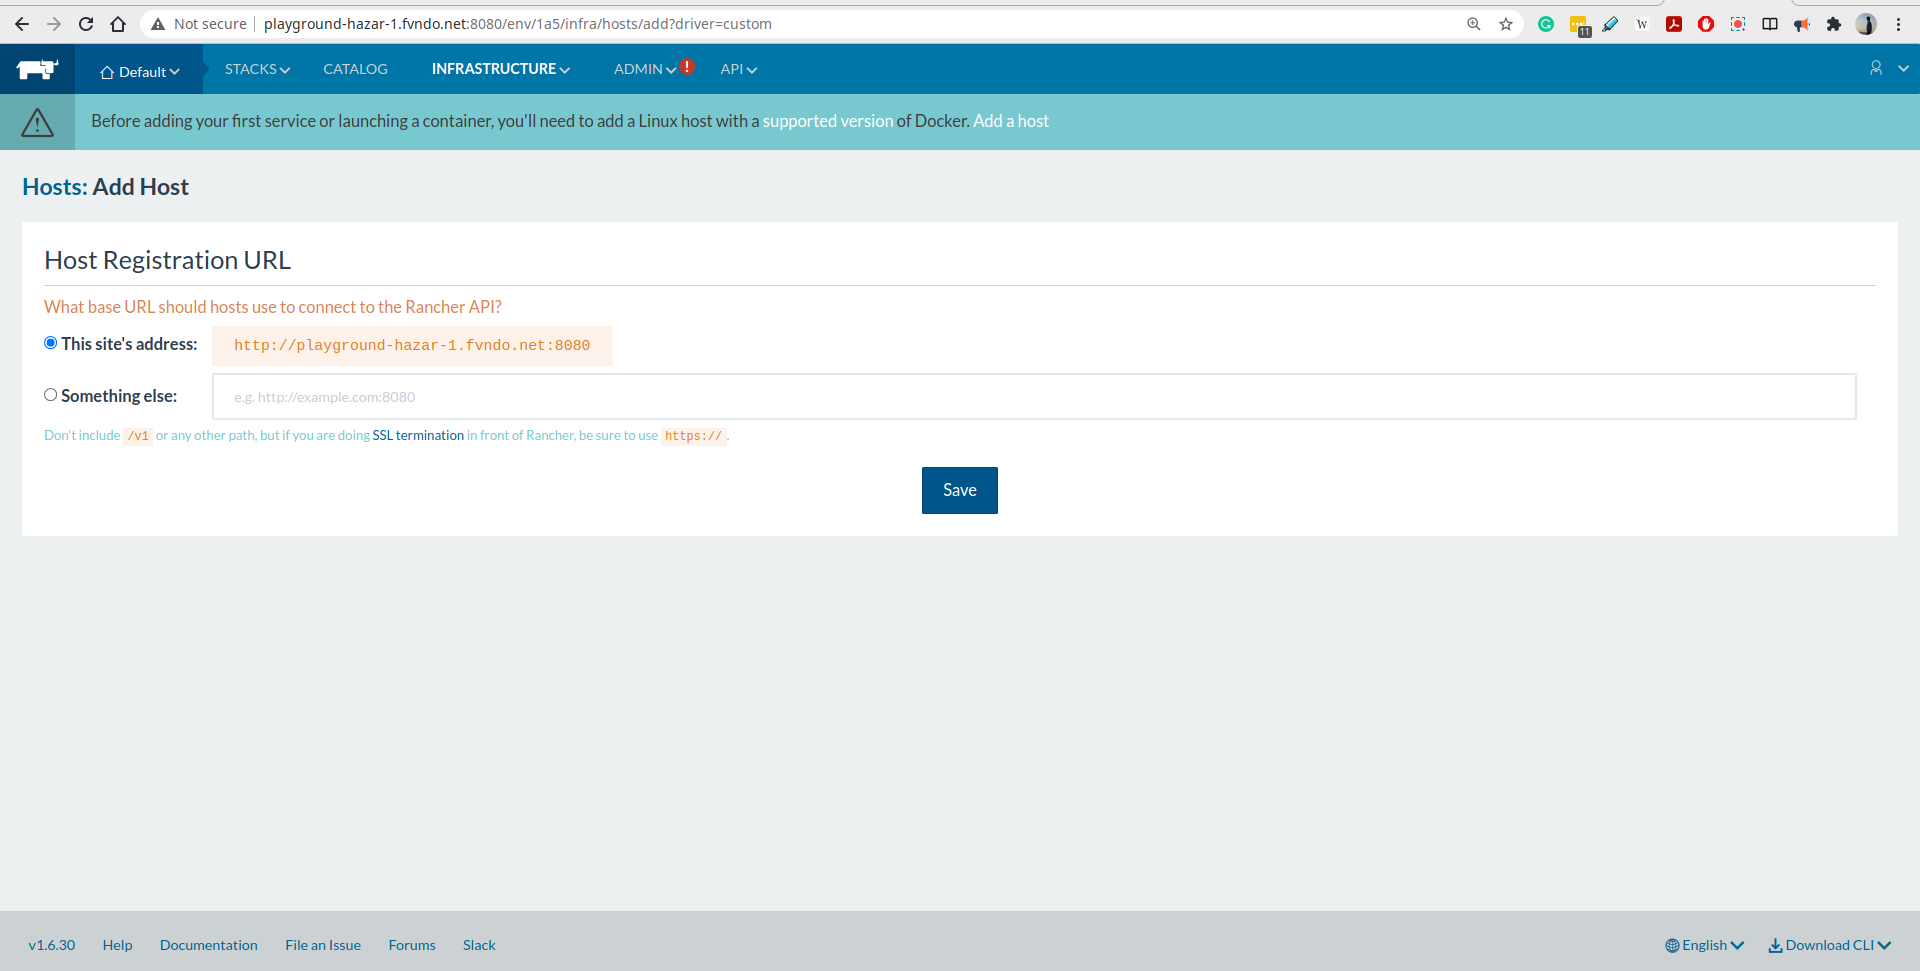 Not secure playground-hazar-1.fvndo.net:8080/env/1a5/infra/hosts/add?driver=custom
11
W
Default STACKS CATALOG INFRASTRUCTURE ADMIN ! API
Before adding your first service or launching a container, you'll need to add a Linux host with a supported version of Docker. Add a host
Hosts: Add Host
Host Registration URL
What base URL should hosts use to connect to the Rancher API?
This site's address: http://playground-hazar-1.fvndo.net:8080
Something else: e.g. http://example.com:8080
Don't include /v1 or any other path, but if you are doing SSL termination in front of Rancher, be sure to use https:// .
Save
v1.6.30 Help Documentation File an Issue Forums Slack English Download CLI